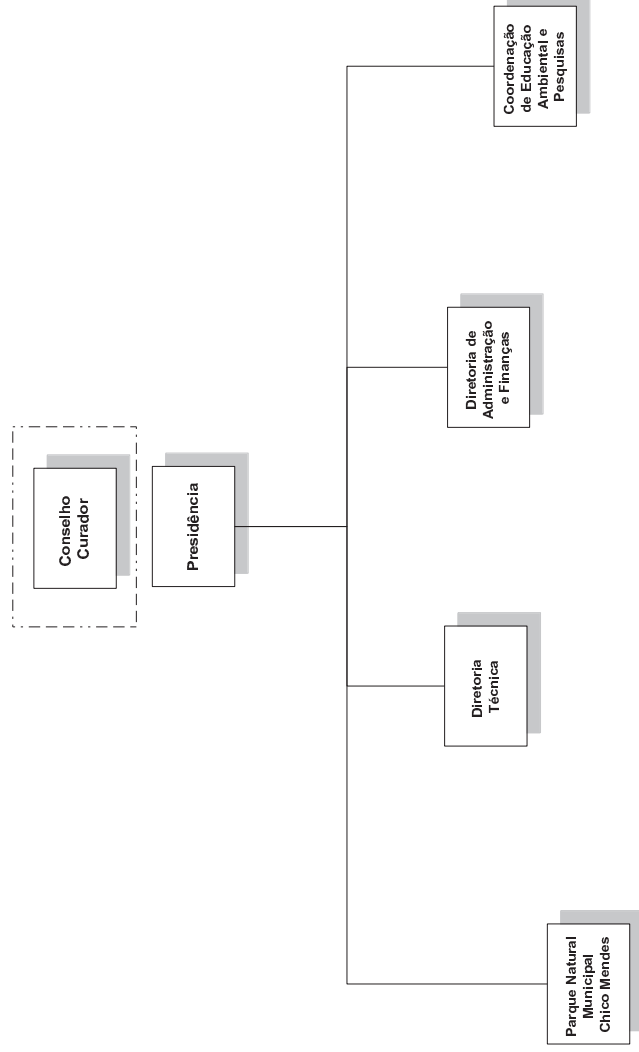 Conselho
Curador
Presidência
Parque Natural
Municipal
Chico Mendes
Diretoria
Técnica
Diretoria de
Administração
e Finanças
Coordenação
de Educação
Ambiental e
Pesquisas